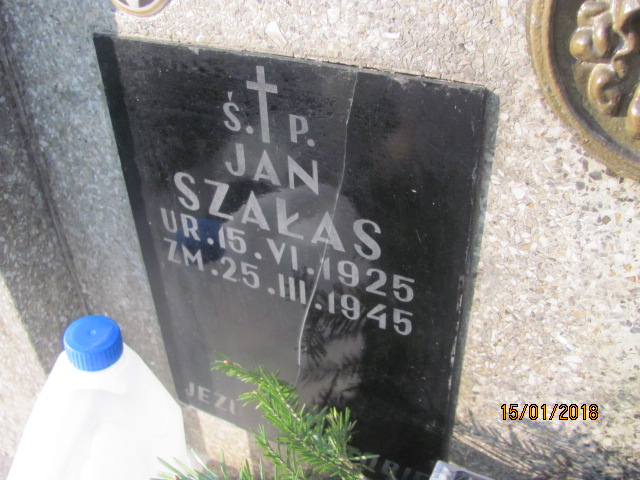 Ś. P.
JAN
SZAŁAS
UR. 15. VI. 1925
ZM. 25. III. 1945
15/01/2018